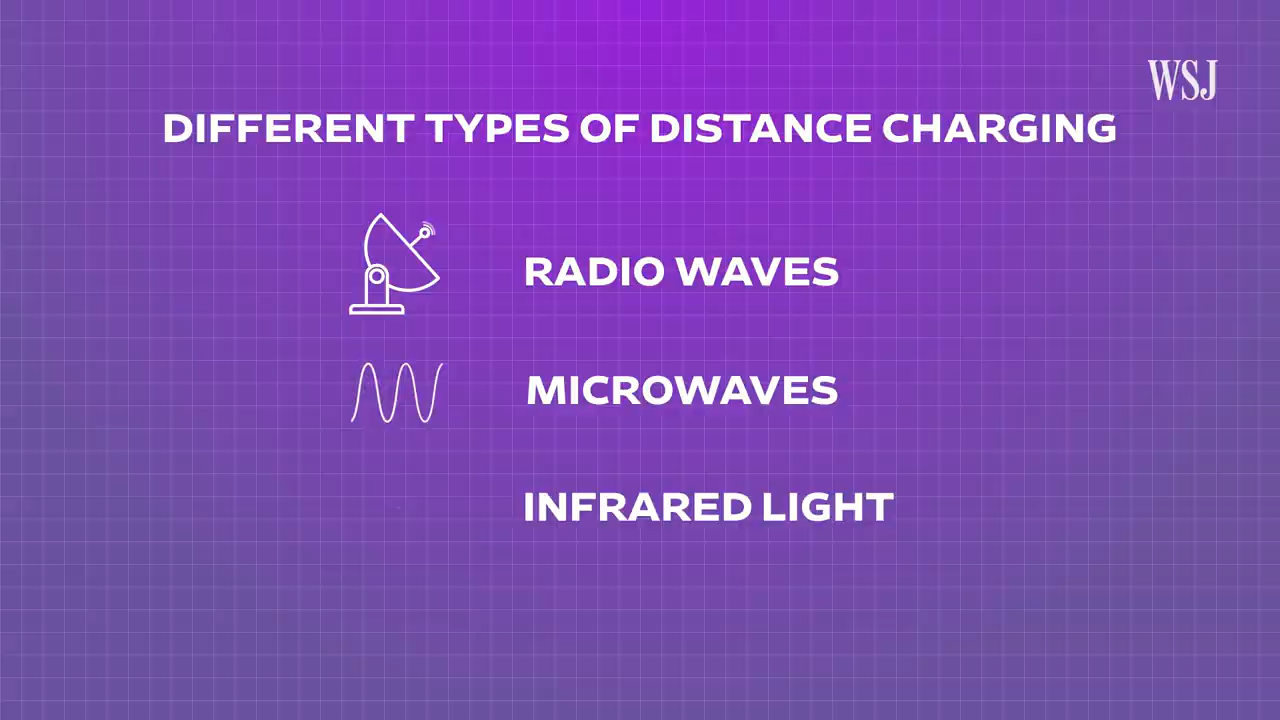 WSJ
DIFFERENT TYPES OF DISTANCE CHARGING
RADIO WAVES
MICROWAVES
INFRARED LIGHT